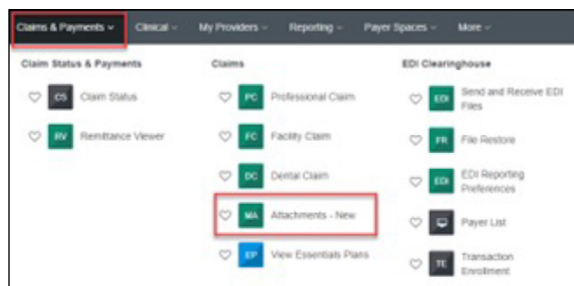 Claims & Payments Clinical My Providers Reporting Payer Spaces More
Claim Status & Payments
CS Claim Status
RV Remittance Viewer
Claims
PC Professional Claim
FC Facility Claim
DC Dental Claim
MA Attachments - New
EP View Essentials Plans
EDI Clearinghouse
EDI Send and Receive EDI
Files
FR File Restore
EDI EDI Reporting
Preferences
Payer List
TE Transaction
Enrollment